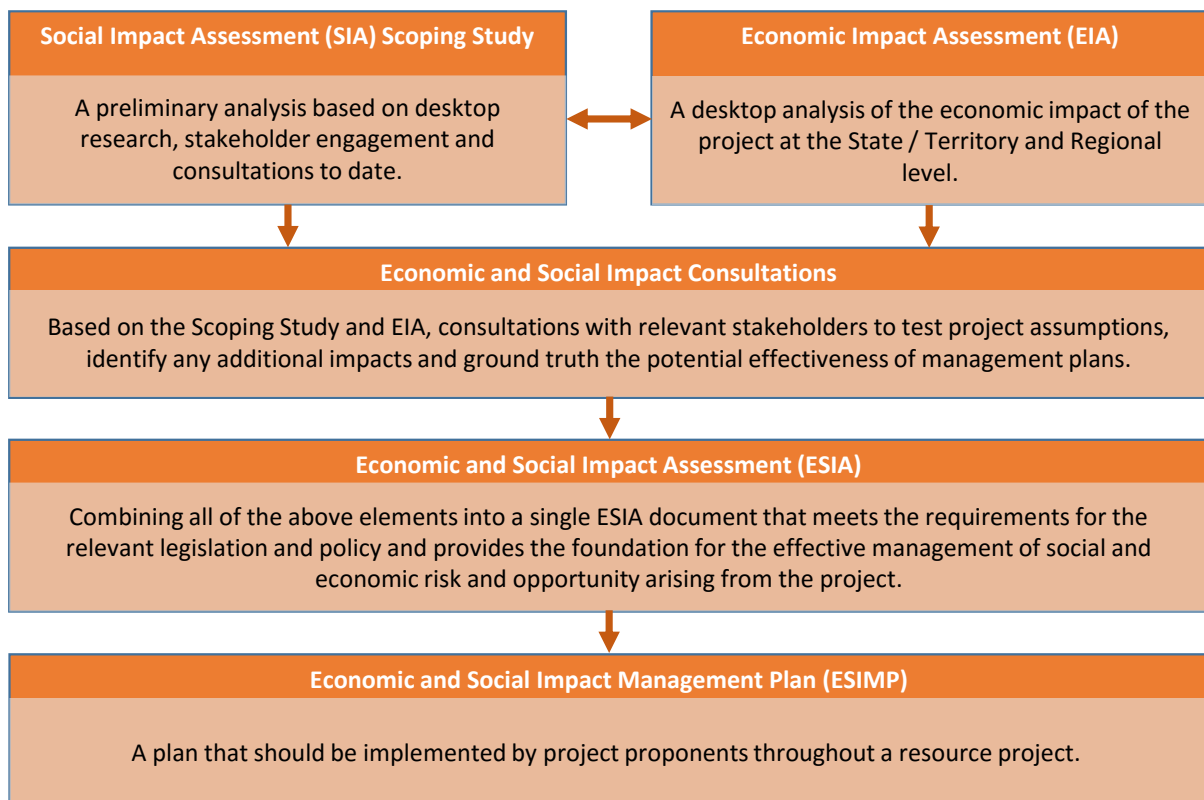 Social Impact Assessment (SIA) Scoping Study
A preliminary analysis based on desktop
research, stakeholder engagement and
consultations to date.
Economic Impact Assessment (EIA)
A desktop analysis of the economic impact of the
project at the State / Territory and Regional
level.
Economic and Social Impact Consultations
Based on the Scoping Study and EIA, consultations with relevant stakeholders to test project assumptions,
identify any additional impacts and ground truth the potential effectiveness of management plans.
Economic and Social Impact Assessment (ESIA)
Combining all of the above elements into a single ESIA document that meets the requirements for the
relevant legislation and policy and provides the foundation for the effective management of social and
economic risk and opportunity arising from the project.
Economic and Social Impact Management Plan (ESIMP)
A plan that should be implemented by project proponents throughout a resource project.